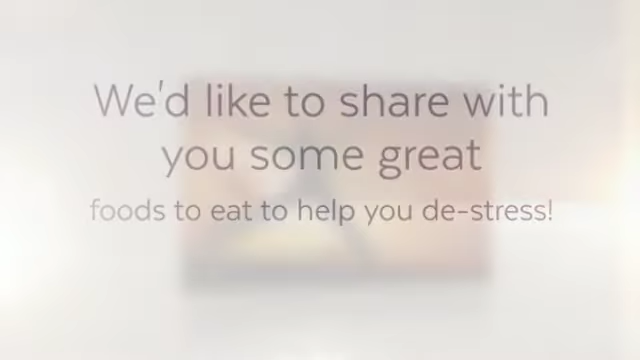 We'd like to share with
you some great
foods to eat to help you de-stress!